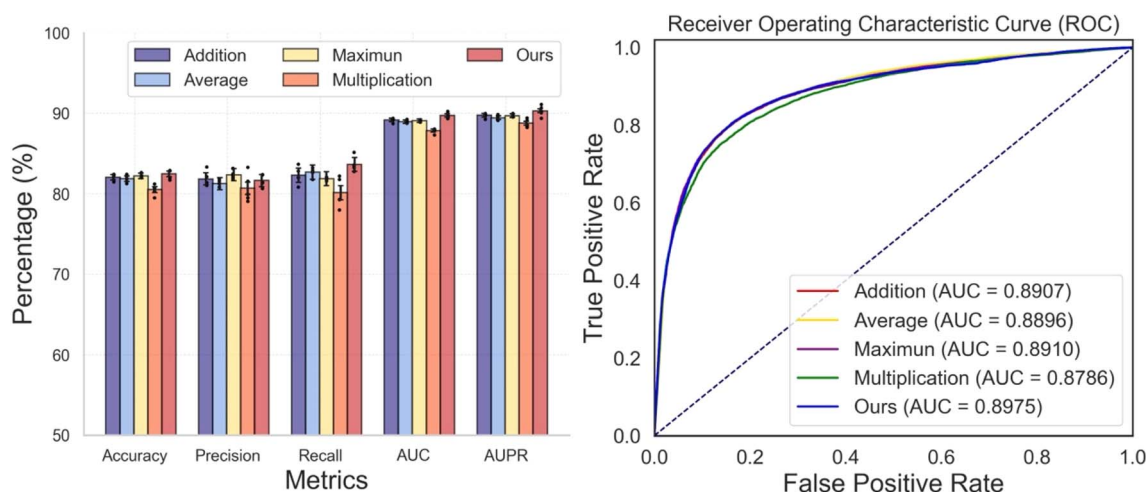 Percentage (%)
100
90
80
70
60
50
Addition
Average
Maximun
Multiplication
Ours
Accuracy
Precision
Recall
AUC
AUPR
Metrics
Receiver Operating Characteristic Curve (ROC)
True Positive Rate
1.0
0.8
0.6
0.4
0.2
0.0
Addition (AUC = 0.8907)
Average (AUC = 0.8896)
Maximun (AUC = 0.8910)
Multiplication (AUC = 0.8786)
Ours (AUC = 0.8975)
0.0
0.2
0.4
0.6
0.8
1.0
False Positive Rate